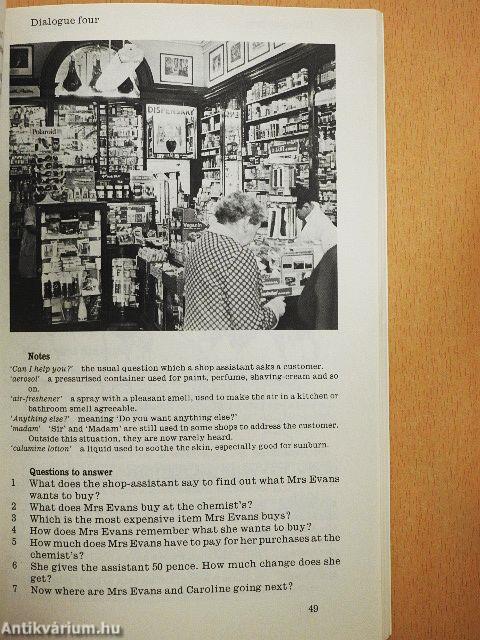 Dialogue four
DISPENSARY
Polaroid
Notes
'Can I help you?' the usual question which a shop assistant asks a customer.
'aerosol' a pressurised container used for paint, perfume, shaving-cream and so
on.
'air-freshener' a spray with a pleasant smell, used to make the air in a kitchen or
bathroom smell agreeable.
'Anything else?' meaning 'Do you want anything else?'
'madam' 'Sir' and 'Madam' are still used in some shops to address the customer.
Outside this situation, they are now rarely heard.
'calamine lotion' a liquid used to soothe the skin, especially good for sunburn.
Questions to answer
1 What does the shop-assistant say to find out what Mrs Evans
wants to buy?
2 What does Mrs Evans buy at the chemist's?
3 Which is the most expensive item Mrs Evans buys?
4 How does Mrs Evans remember what she wants to buy?
5 How much does Mrs Evans have to pay for her purchases at the
chemist's?
6 She gives the assistant 50 pence. How much change does she
get?
7 Now where are Mrs Evans and Caroline going next?
49
Antikvárium.hu